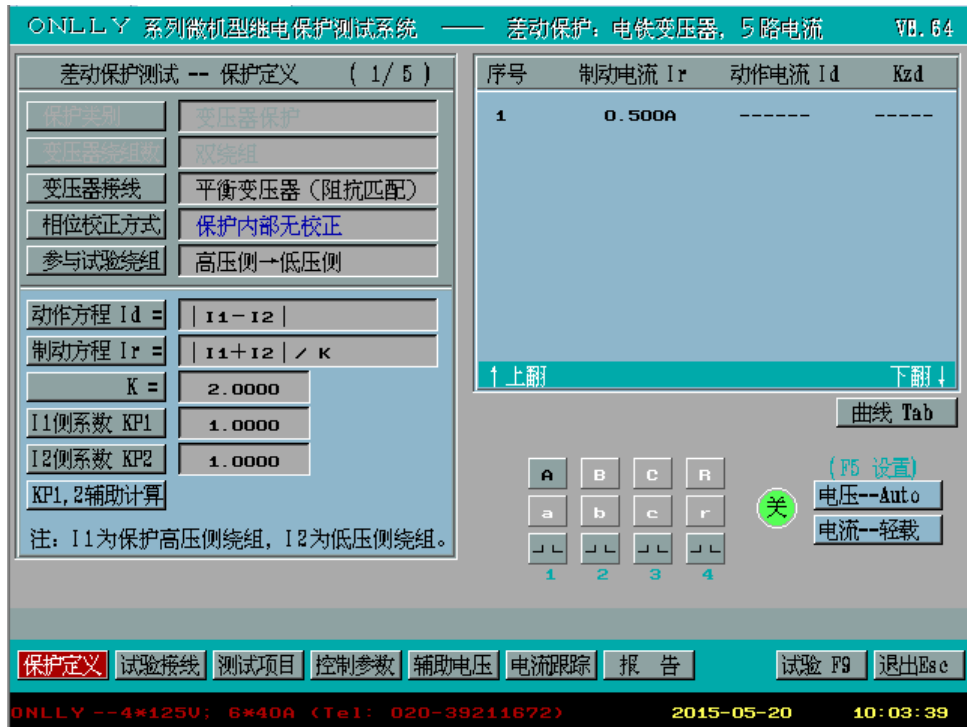 ONLLY 系列微机型继电保护测试系统 —— 差动保护: 电铁变压器, 5路电流 V8.64
差动保护测试 -- 保护定义 ( 1/ 5 )
保护类别 变压器保护
变压器绕组数 双绕组
变压器接线 平衡变压器 (阻抗匹配)
相位校正方式 保护内部无校正
参与试验绕组 高压侧→低压侧
动作方程 Id = |I1-I2|
制动方程 Ir = |I1+I2| / K
K = 2.0000
I1侧系数 KP1 1.0000
I2侧系数 KP2 1.0000
KP1,2辅助计算
注: I1为保护高压侧绕组, I2为低压侧绕组。
序号 制动电流 Ir 动作电流 Id Kzd
1 0.500A ------ -----
↑上翻 下翻↓
曲线 Tab
A B C R
a b c r
1 2 3 4
关
(F5 设置)
电压--Auto
电流--轻载
保护定义 试验接线 测试项目 控制参数 辅助电压 电流跟踪 报 告 试验 F9 退出Esc
ONLLY --4*125V; 6*40A (Tel: 020-39211672) 2015-05-20 10:03:39